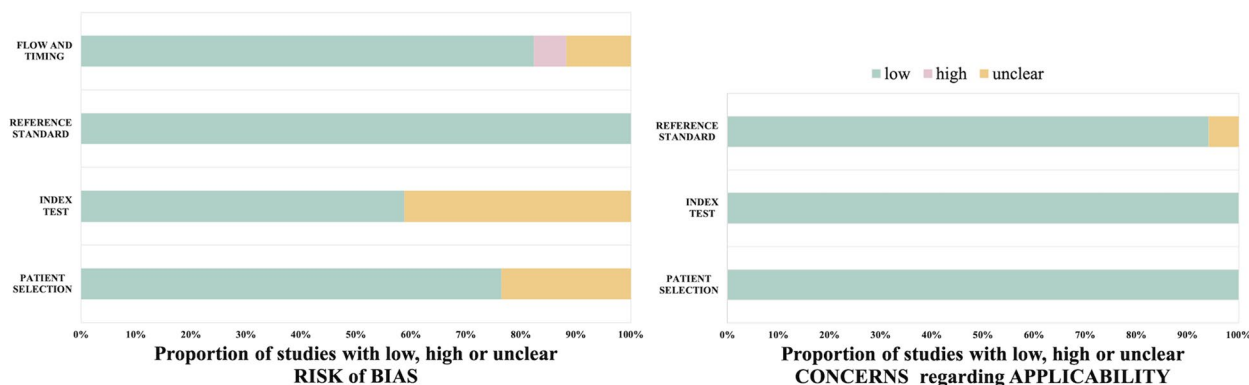 FLOW AND
TIMING
REFERENCE
STANDARD
INDEX
TEST
PATIENT
SELECTION
0% 10% 20% 30% 40% 50% 60% 70% 80% 90% 100%
Proportion of studies with low, high or unclear
RISK of BIAS
low high unclear
REFERENCE
STANDARD
INDEX
TEST
PATIENT
SELECTION
0% 10% 20% 30% 40% 50% 60% 70% 80% 90% 100%
Proportion of studies with low, high or unclear
CONCERNS regarding APPLICABILITY